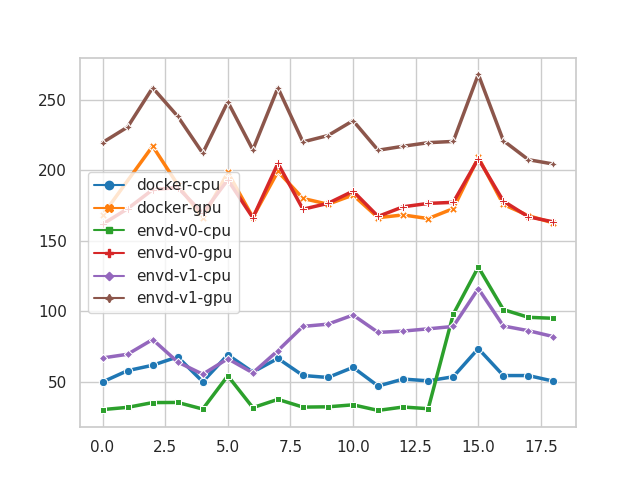 250
200
150
100
50
docker-cpu
docker-gpu
envd-v0-cpu
envd-v0-gpu
envd-v1-cpu
envd-v1-gpu
0.0 2.5 5.0 7.5 10.0 12.5 15.0 17.5